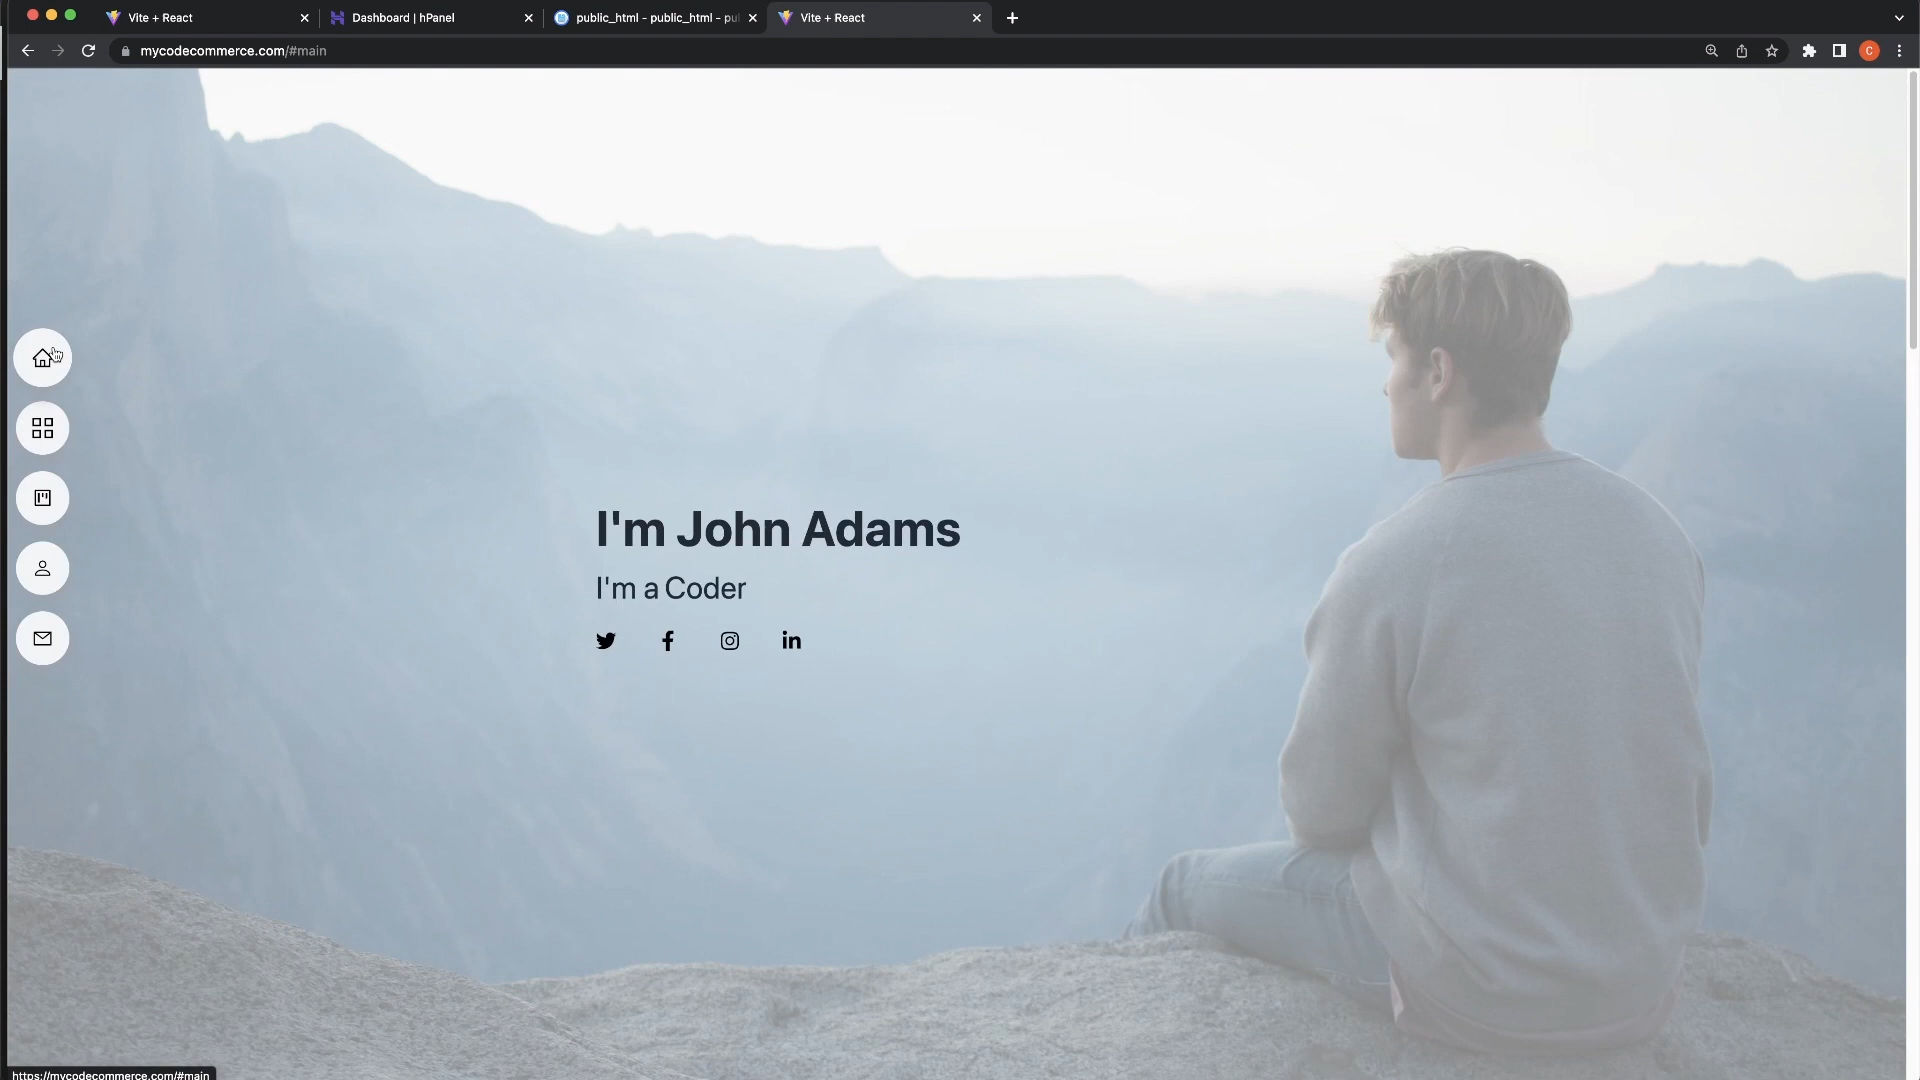 Vite + React
Dashboard | hPanel
public_html - public_html - pu
Vite + React
mycodecommerce.com/#main
C
I'm John Adams
I'm a Coder
https://mycodecommerce.com/#main